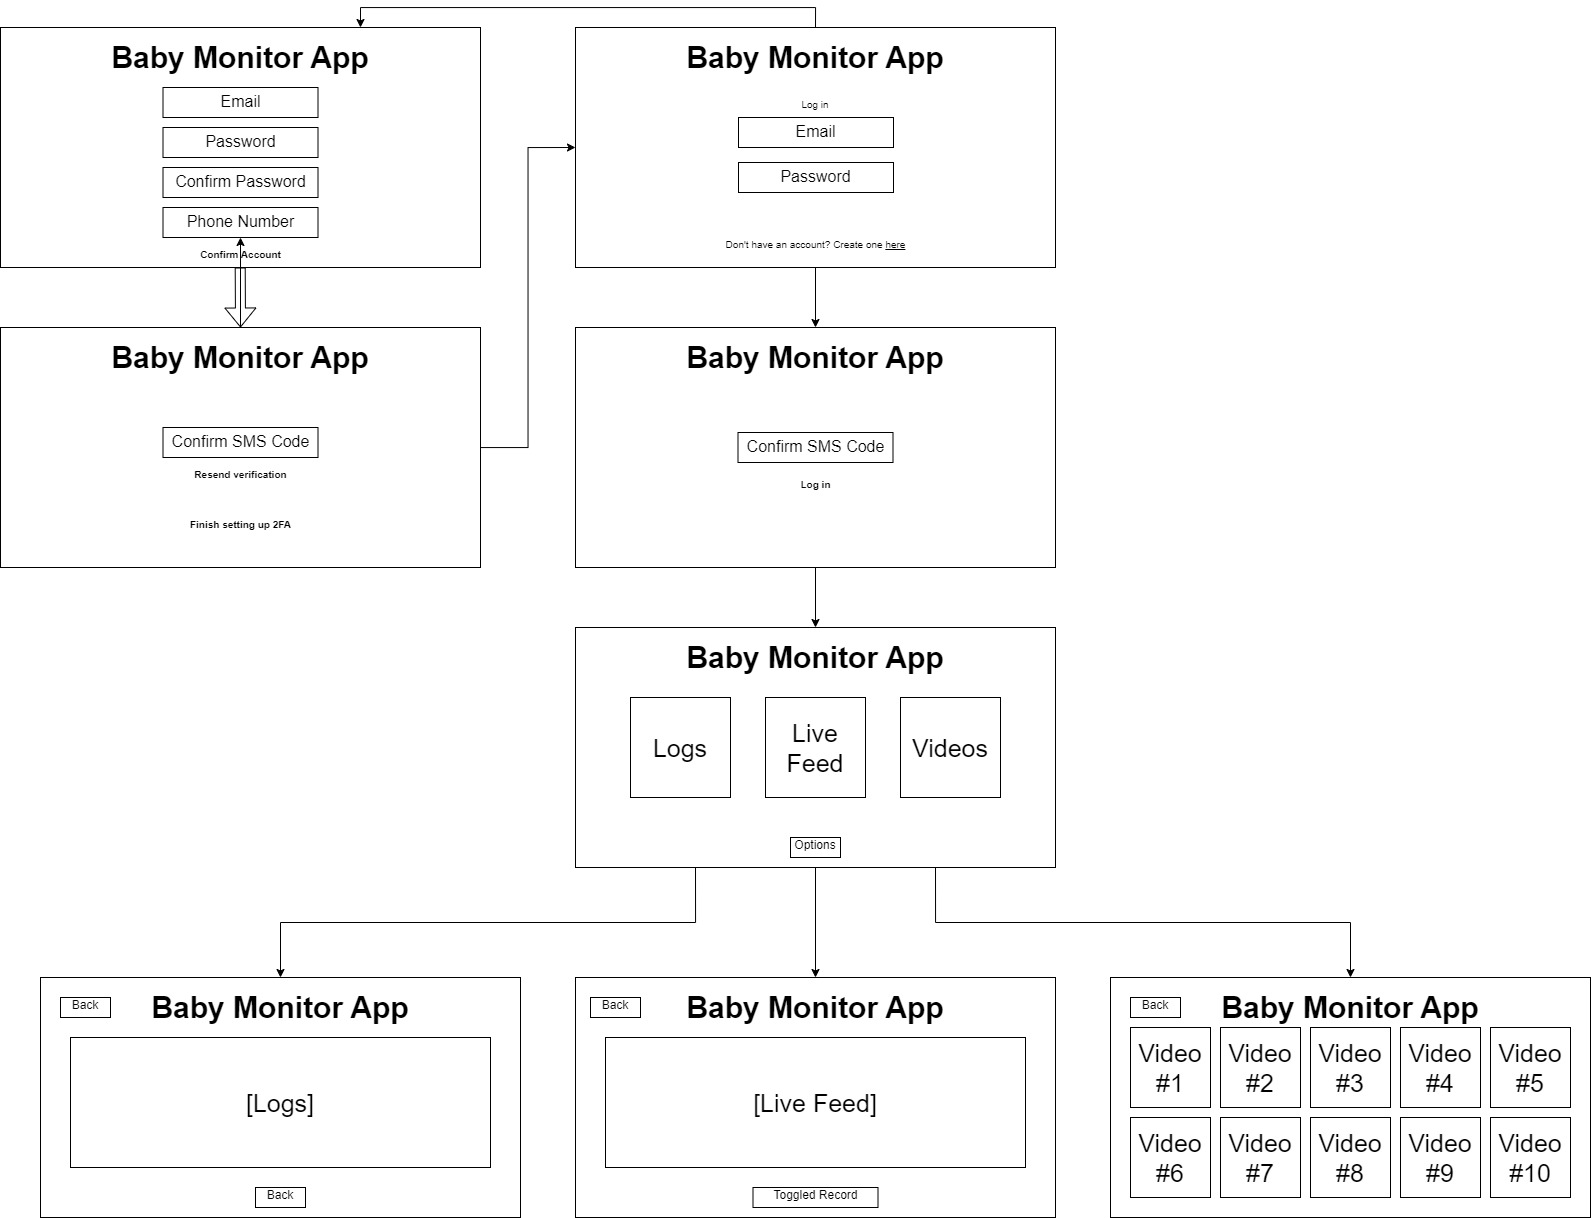 Baby Monitor App
Email
Password
Confirm Password
Phone Number
Confirm Account
Baby Monitor App
Log in
Email
Password
Don't have an account? Create one here
Baby Monitor App
Confirm SMS Code
Resend verification
Finish setting up 2FA
Baby Monitor App
Confirm SMS Code
Log in
Baby Monitor App
Logs
Live
Feed
Videos
Options
Back
Baby Monitor App
[Logs]
Back
Back
Baby Monitor App
[Live Feed]
Toggled Record
Back
Baby Monitor App
Video
#1
Video
#2
Video
#3
Video
#4
Video
#5
Video
#6
Video
#7
Video
#8
Video
#9
Video
#10